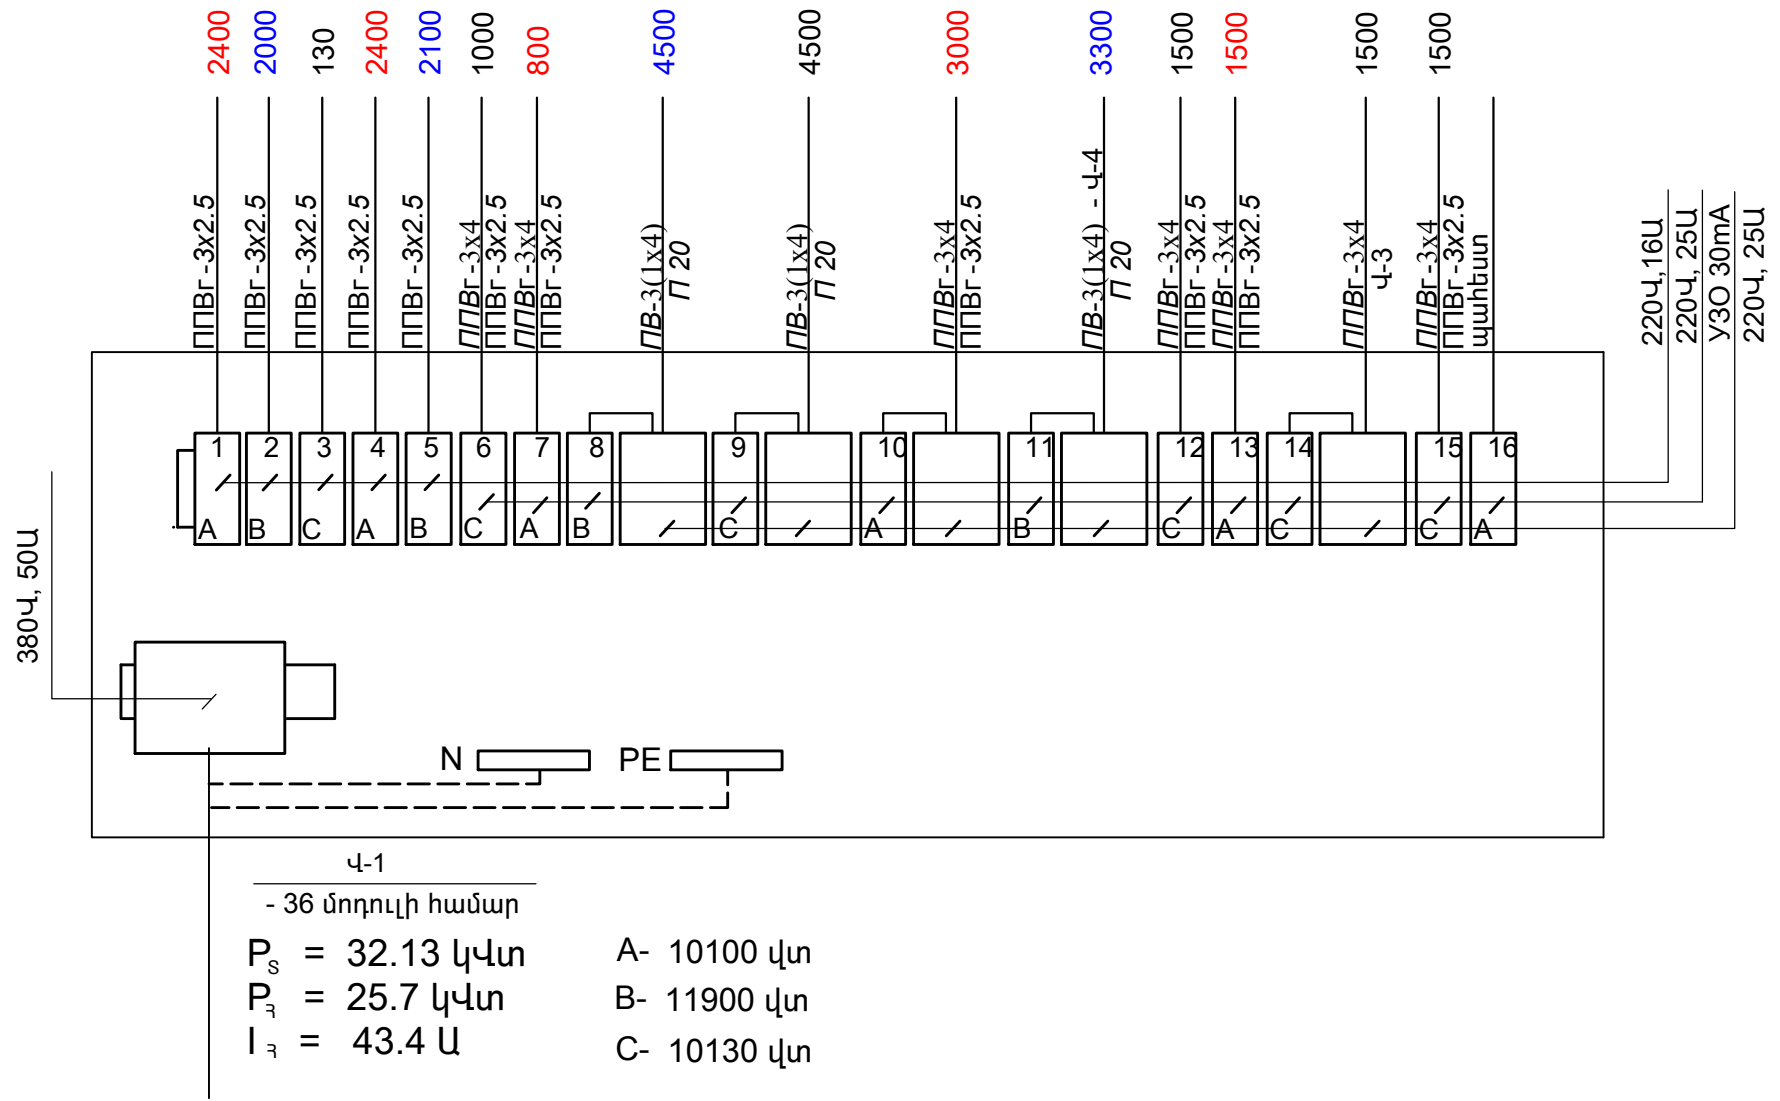 2400
2000
130
2400
2100
1000
800
4500
4500
3000
3300
1500
1500
1500
1500
ППВг -3x2.5
ППВг -3x2.5
ППВг -3x2.5
ППВг -3x2.5
ППВг -3x2.5
ППВг -3x4
ППВг -3x2.5
ППВг -3x4
ППВг -3x2.5
ПВ-3(1x4)
П 20
ПВ-3(1x4)
П 20
ППВг -3x4
ППВг -3x2.5
ПВ-3(1x4) - Վ-4
П 20
ППВг -3x4
ППВг -3x2.5
ППВг -3x4
ППВг -3x2.5
ППВг -3x4
Վ-3
ППВг -3x4
ППВг -3x2.5
պահեստ
220Վ,16Ա
220Վ, 25Ա
УЗО 30mA
220Վ, 25Ա
1 2 3 4 5 6 7 8 9 10 11 12 13 14 15 16
A B C A B C A B C A B C A C C A
380Վ, 50Ա
N
PE
Վ-1
- 36 մոդուլի համար
PՏ = 32.13 կՎտ
Pጓ = 25.7 կՎտ
Iጓ = 43.4 Ա
A- 10100 վտ
B- 11900 վտ
C- 10130 վտ